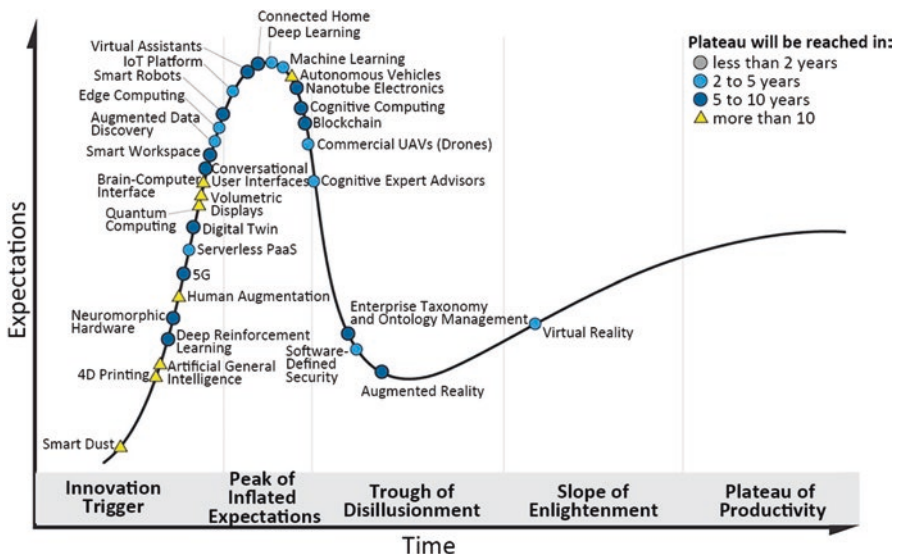 Connected Home
Deep Learning
Virtual Assistants
IoT Platform
Smart Robots
Edge Computing
Augmented Data
Discovery
Smart Workspace
Conversational
User Interfaces
Brain-Computer
Interface
Volumetric
Displays
Quantum
Computing
Digital Twin
Serverless PaaS
5G
Human Augmentation
Neuromorphic
Hardware
Deep Reinforcement
Learning
Artificial General
Intelligence
4D Printing
Smart Dust
Machine Learning
Autonomous Vehicles
Nanotube Electronics
Cognitive Computing
Blockchain
Commercial UAVs (Drones)
Cognitive Expert Advisors
Enterprise Taxonomy
and Ontology Management
Software-
Defined
Security
Augmented Reality
Virtual Reality
Plateau will be reached in:
less than 2 years
2 to 5 years
5 to 10 years
more than 10
Expectations
Innovation
Trigger
Peak of
Inflated
Expectations
Trough of
Disillusionment
Slope of
Enlightenment
Plateau of
Productivity
Time